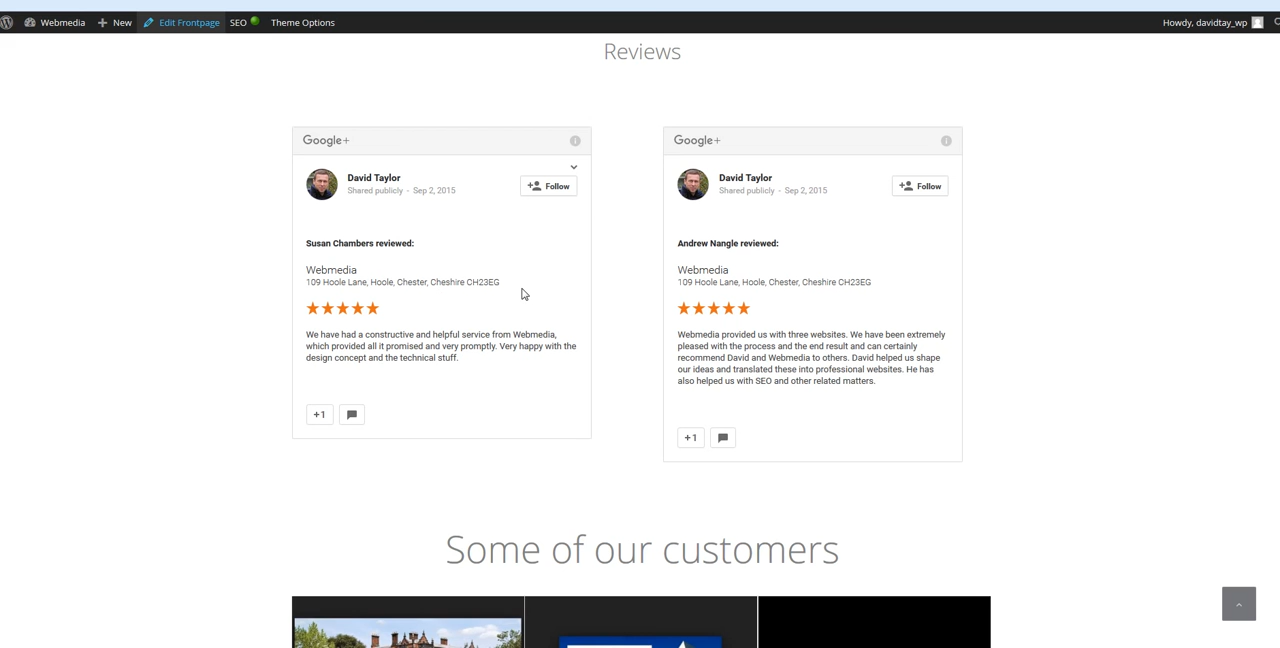 Webmedia New Edit Frontpage SEO Theme Options Howdy, davidtay_wp
Reviews
Google+
David Taylor
Shared publicly - Sep 2, 2015
Follow
Susan Chambers reviewed:
Webmedia
109 Hoole Lane, Hoole, Chester, Cheshire CH23EG
We have had a constructive and helpful service from Webmedia,
which provided all it promised and very promptly. Very happy with the
design concept and the technical stuff.
+1
Google+
David Taylor
Shared publicly - Sep 2, 2015
Follow
Andrew Nangle reviewed:
Webmedia
109 Hoole Lane, Hoole, Chester, Cheshire CH23EG
Webmedia provided us with three websites. We have been extremely
pleased with the process and the end result and can certainly
recommend David and Webmedia to others. David helped us shape
our ideas and translated these into professional websites. He has
also helped us with SEO and other related matters.
+1
Some of our customers